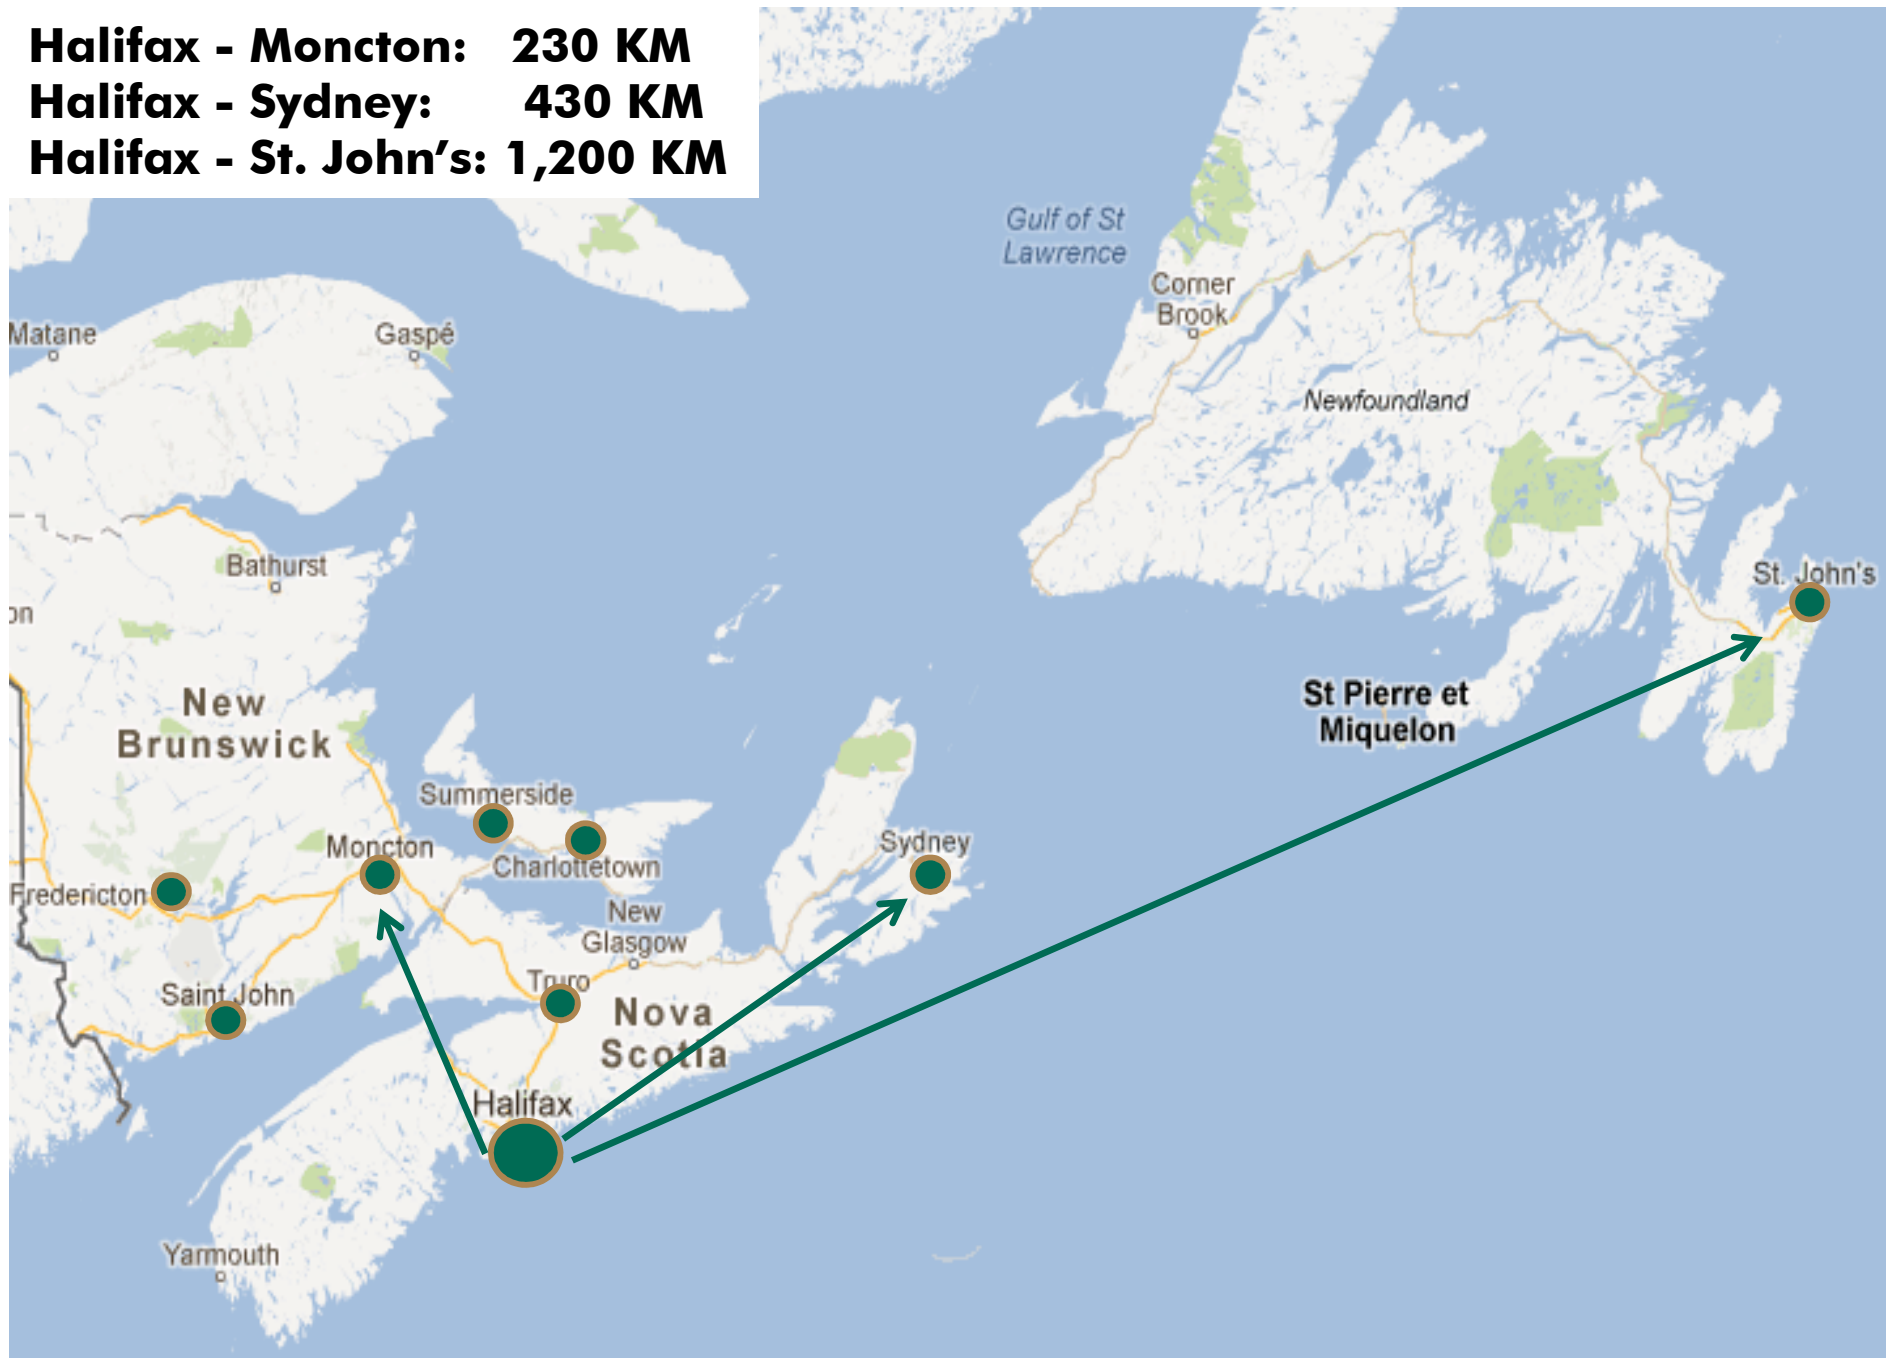 Halifax - Moncton: 230 KM
Halifax - Sydney: 430 KM
Halifax - St. John’s: 1,200 KM
Gulf of St
Lawrence
Corner
Brook
Matane
Gaspé
Newfoundland
Bathurst
St. John's
on
New
Brunswick
St Pierre et
Miquelon
Summerside
Moncton
Sydney
Charlottetown
Fredericton
New
Glasgow
Truro
Saint John
Nova
Scotia
Halifax
Yarmouth